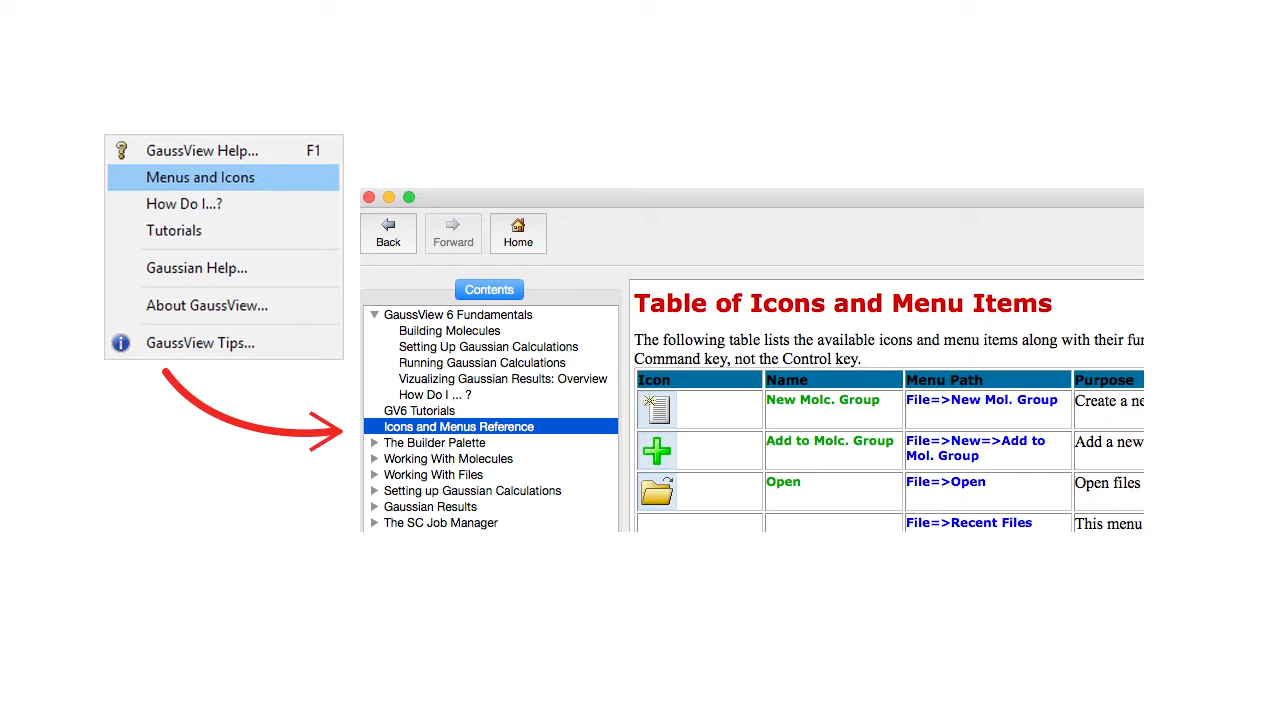 GaussView Help... F1
Menus and Icons
How Do I...?
Tutorials
Gaussian Help...
About GaussView...
GaussView Tips...
Back
Forward
Home
Contents
GaussView 6 Fundamentals
Building Molecules
Setting Up Gaussian Calculations
Running Gaussian Calculations
Vizualizing Gaussian Results: Overview
How Do I ... ?
GV6 Tutorials
Icons and Menus Reference
The Builder Palette
Working With Molecules
Working With Files
Setting up Gaussian Calculations
Gaussian Results
The SC Job Manager
Table of Icons and Menu Items
The following table lists the available icons and menu items along with their fur
Command key, not the Control key.
Icon Name Menu Path Purpose
New Molc. Group File=>New Mol. Group Create a ne
Add to Molc. Group File=>New=>Add to Mol. Group Add a new
Open File=>Open Open files
File=>Recent Files This menu